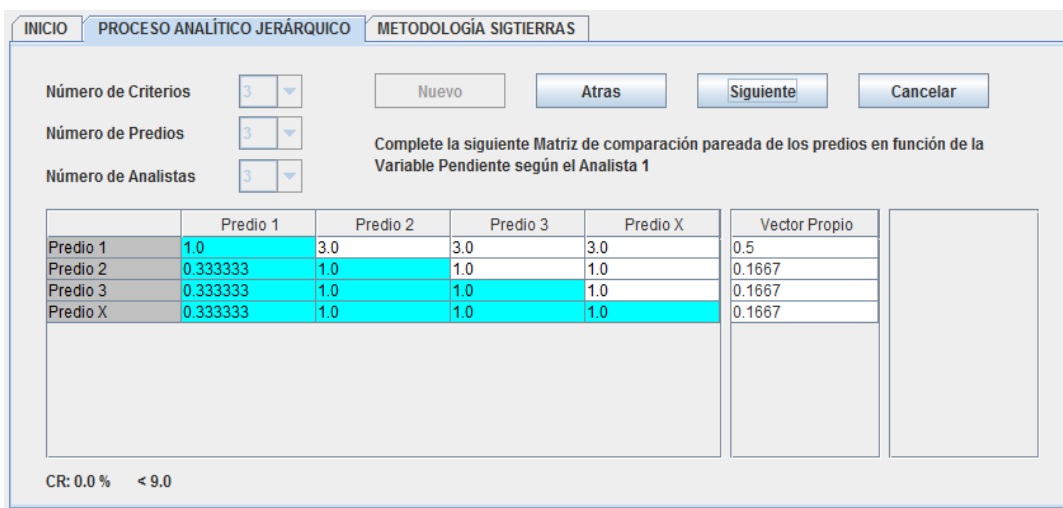 INICIO PROCESO ANALÍTICO JERÁRQUICO METODOLOGÍA SIGTIERRAS
Número de Criterios 3 Nuevo Atras Siguiente Cancelar
Número de Predios 3
Complete la siguiente Matriz de comparación pareada de los predios en función de la
Variable Pendiente según el Analista 1
Número de Analistas 3
Predio 1 Predio 2 Predio 3 Predio X Vector Propio
Predio 1 1.0 3.0 3.0 3.0 0.5
Predio 2 0.333333 1.0 1.0 1.0 0.1667
Predio 3 0.333333 1.0 1.0 1.0 0.1667
Predio X 0.333333 1.0 1.0 1.0 0.1667
CR: 0.0 % < 9.0